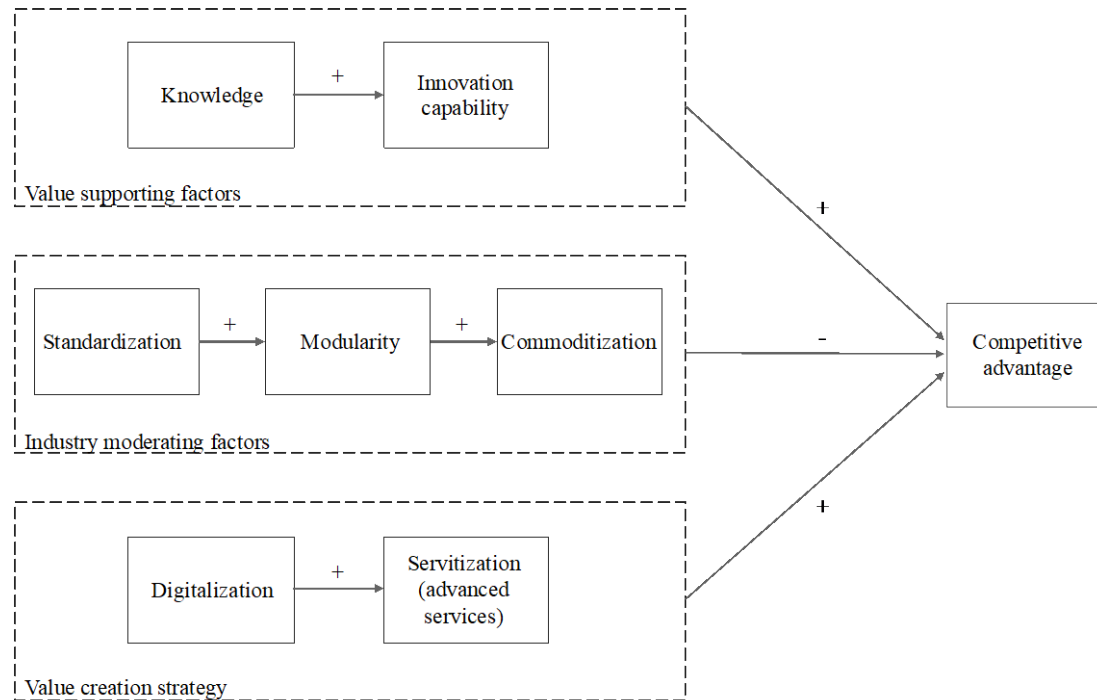 Knowledge
+
Innovation
capability
Value supporting factors
+
Standardization
+
Modularity
+
Commoditization
Industry moderating factors
-
Competitive
advantage
Digitalization
+
Servitization
(advanced
services)
Value creation strategy
+